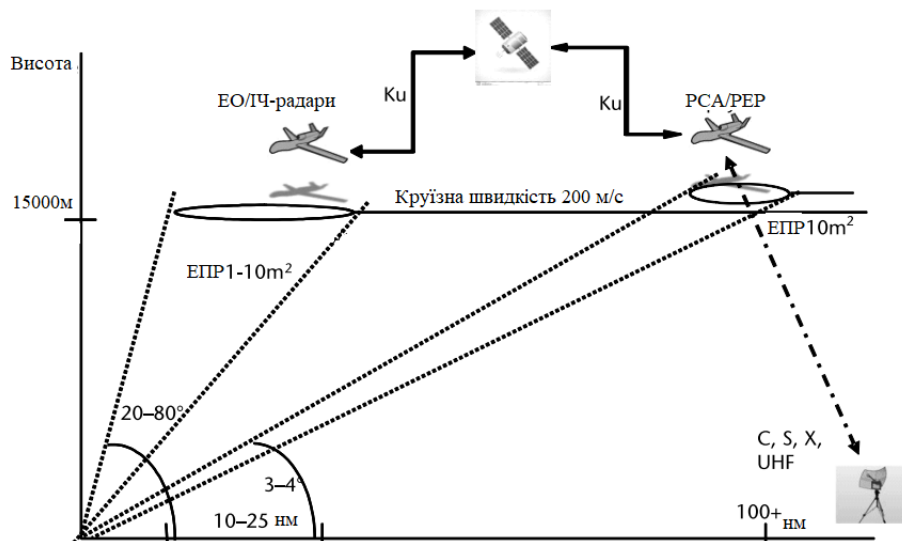 Висота
ЕО/ІЧ-радари
Ku
Ku
РСА/РЕР
15000м
Круїзна швидкість 200 м/с
ЕПР1-10m²
ЕПР10m²
20–80°
3–4°
10–25 нм
C, S, X,
UHF
100+ нм